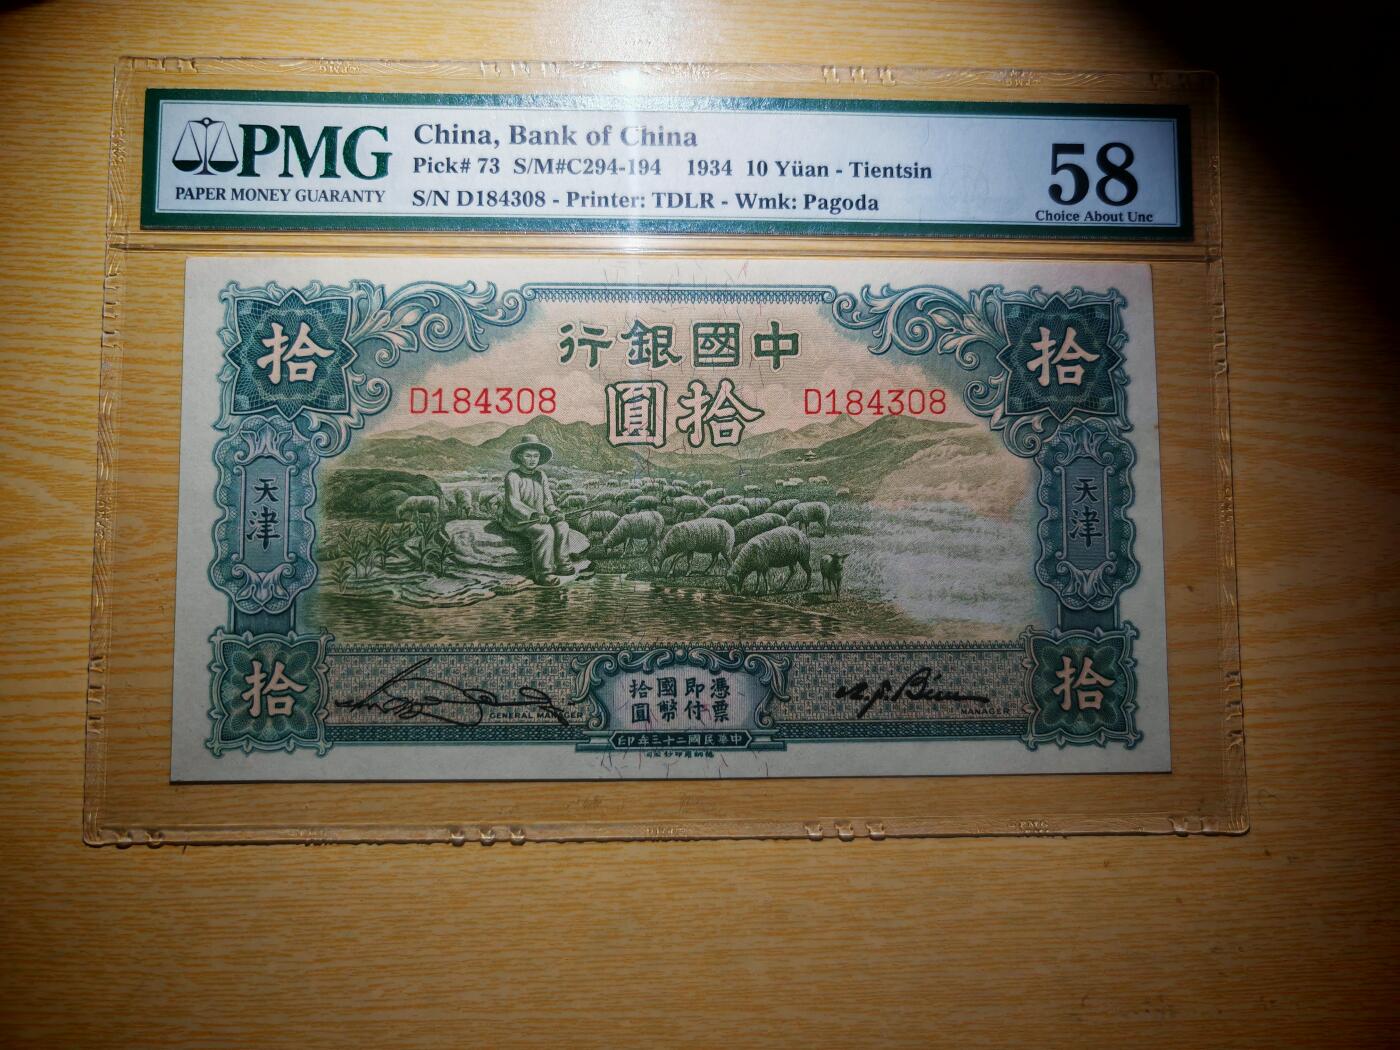 PMG
PAPER MONEY GUARANTY
China, Bank of China
Pick# 73 S/M#C294-194 1934 10 Yüan - Tientsin
S/N D184308 - Printer: TDLR - Wmk: Pagoda
58
Choice About Unc
拾
行銀國中
拾
D184308
圓拾
D184308
天津
天津
拾
GENERAL MANAGER
憑票
即付
國幣
拾圓
MANAGER
拾
印年三十二國民華中